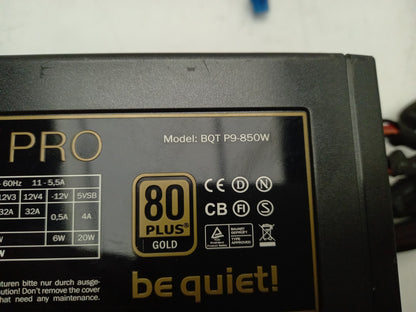 PRO
Model: BQT P9-850W
60Hz 11-5,5A
12V3 12V4 -12V 5VSB
32A 32A 0,5A 4A
6W 20W
W
80
PLUS
GOLD
CE D N
CB FI S
be quiet!
turen bitte nur durch ausge-
ution! Don't remove the cover
hat need any maintenance.